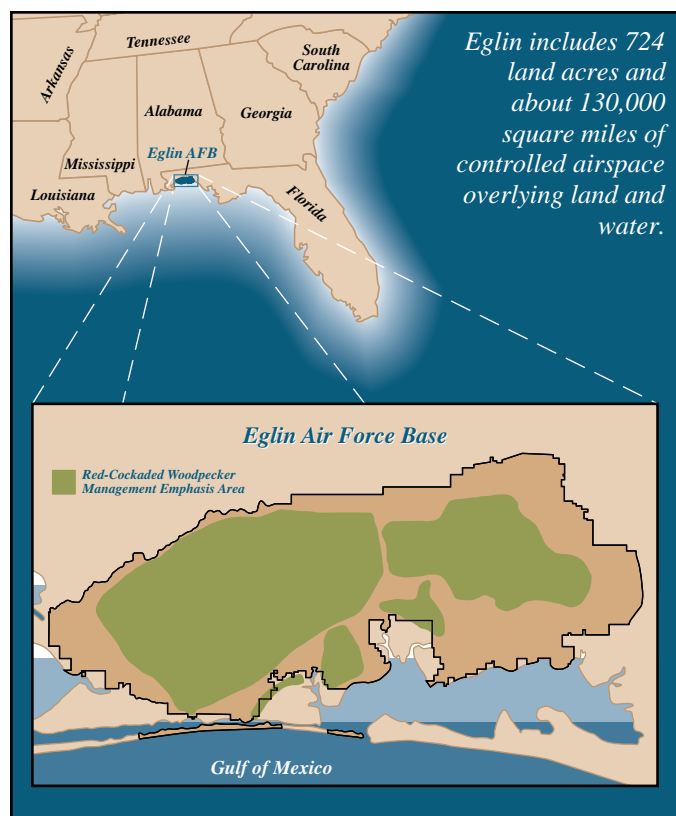 Eglin includes 724
land acres and
about 130,000
square miles of
controlled airspace
overlying land and
water.
Tennessee
Arkansas
South
Carolina
Alabama
Georgia
Eglin AFB
Mississippi
Louisiana
Florida
Eglin Air Force Base
Red-Cockaded Woodpecker
Management Emphasis Area
Gulf of Mexico